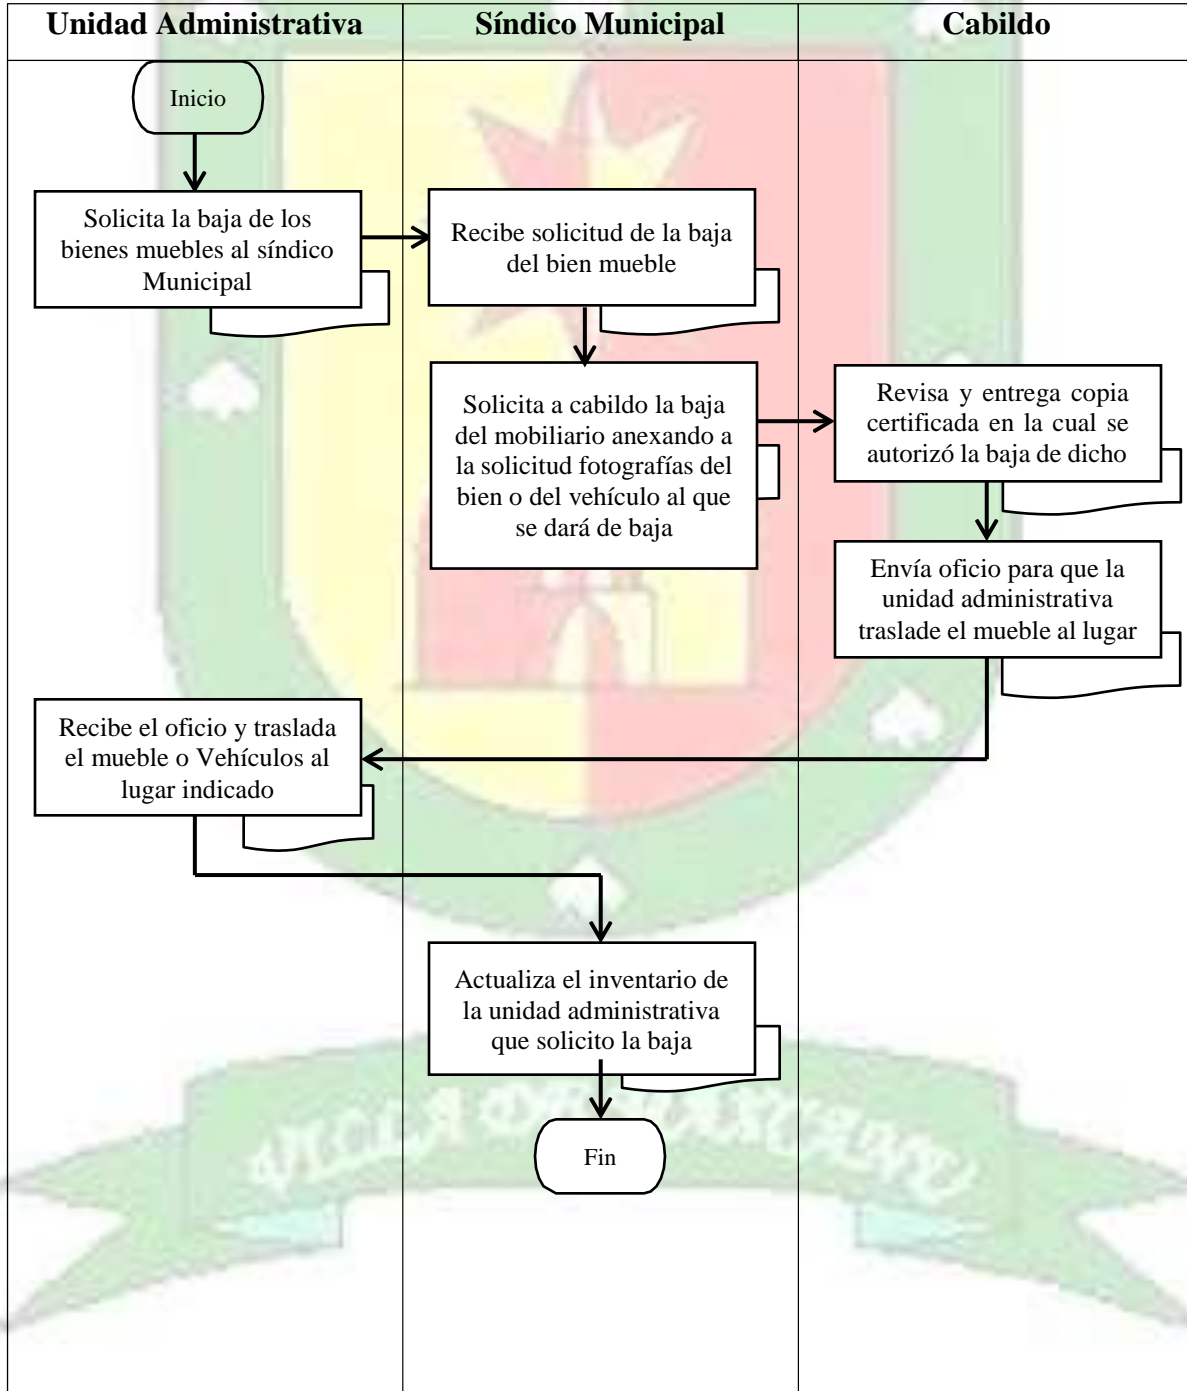 Unidad Administrativa
Síndico Municipal
Cabildo
Inicio
Solicita la baja de los
bienes muebles al síndico
Municipal
Recibe solicitud de la baja
del bien mueble
Solicita a cabildo la baja
del mobiliario anexando a
la solicitud fotografías del
bien o del vehículo al que
se dará de baja
Revisa y entrega copia
certificada en la cual se
autorizó la baja de dicho
Envía oficio para que la
unidad administrativa
traslade el mueble al lugar
Recibe el oficio y traslada
el mueble o Vehículos al
lugar indicado
Actualiza el inventario de
la unidad administrativa
que solicito la baja
Fin